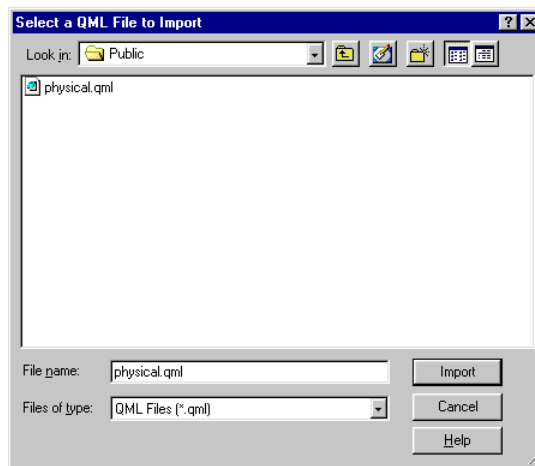 Select a QML File to Import
Look in: Public
physical.qml
File name: physical.qml
Import
Files of type: QML Files (*.qml)
Cancel
Help